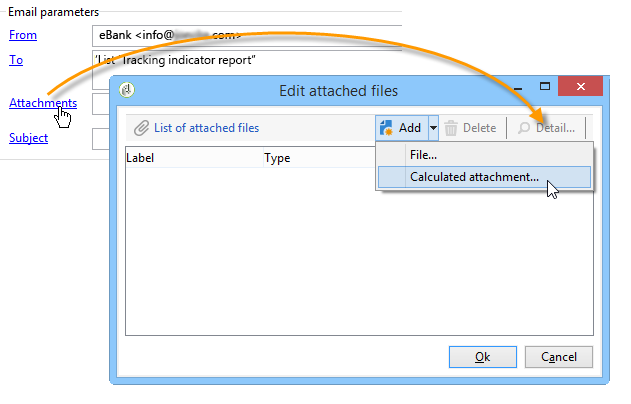 Email parameters
From
eBank <info@ .com>
To
'List 'Tracking indicator report"
Attachments
Subject
Edit attached files
List of attached files
Add
Delete
Detail...
Label
Type
File...
Calculated attachment...
Ok
Cancel